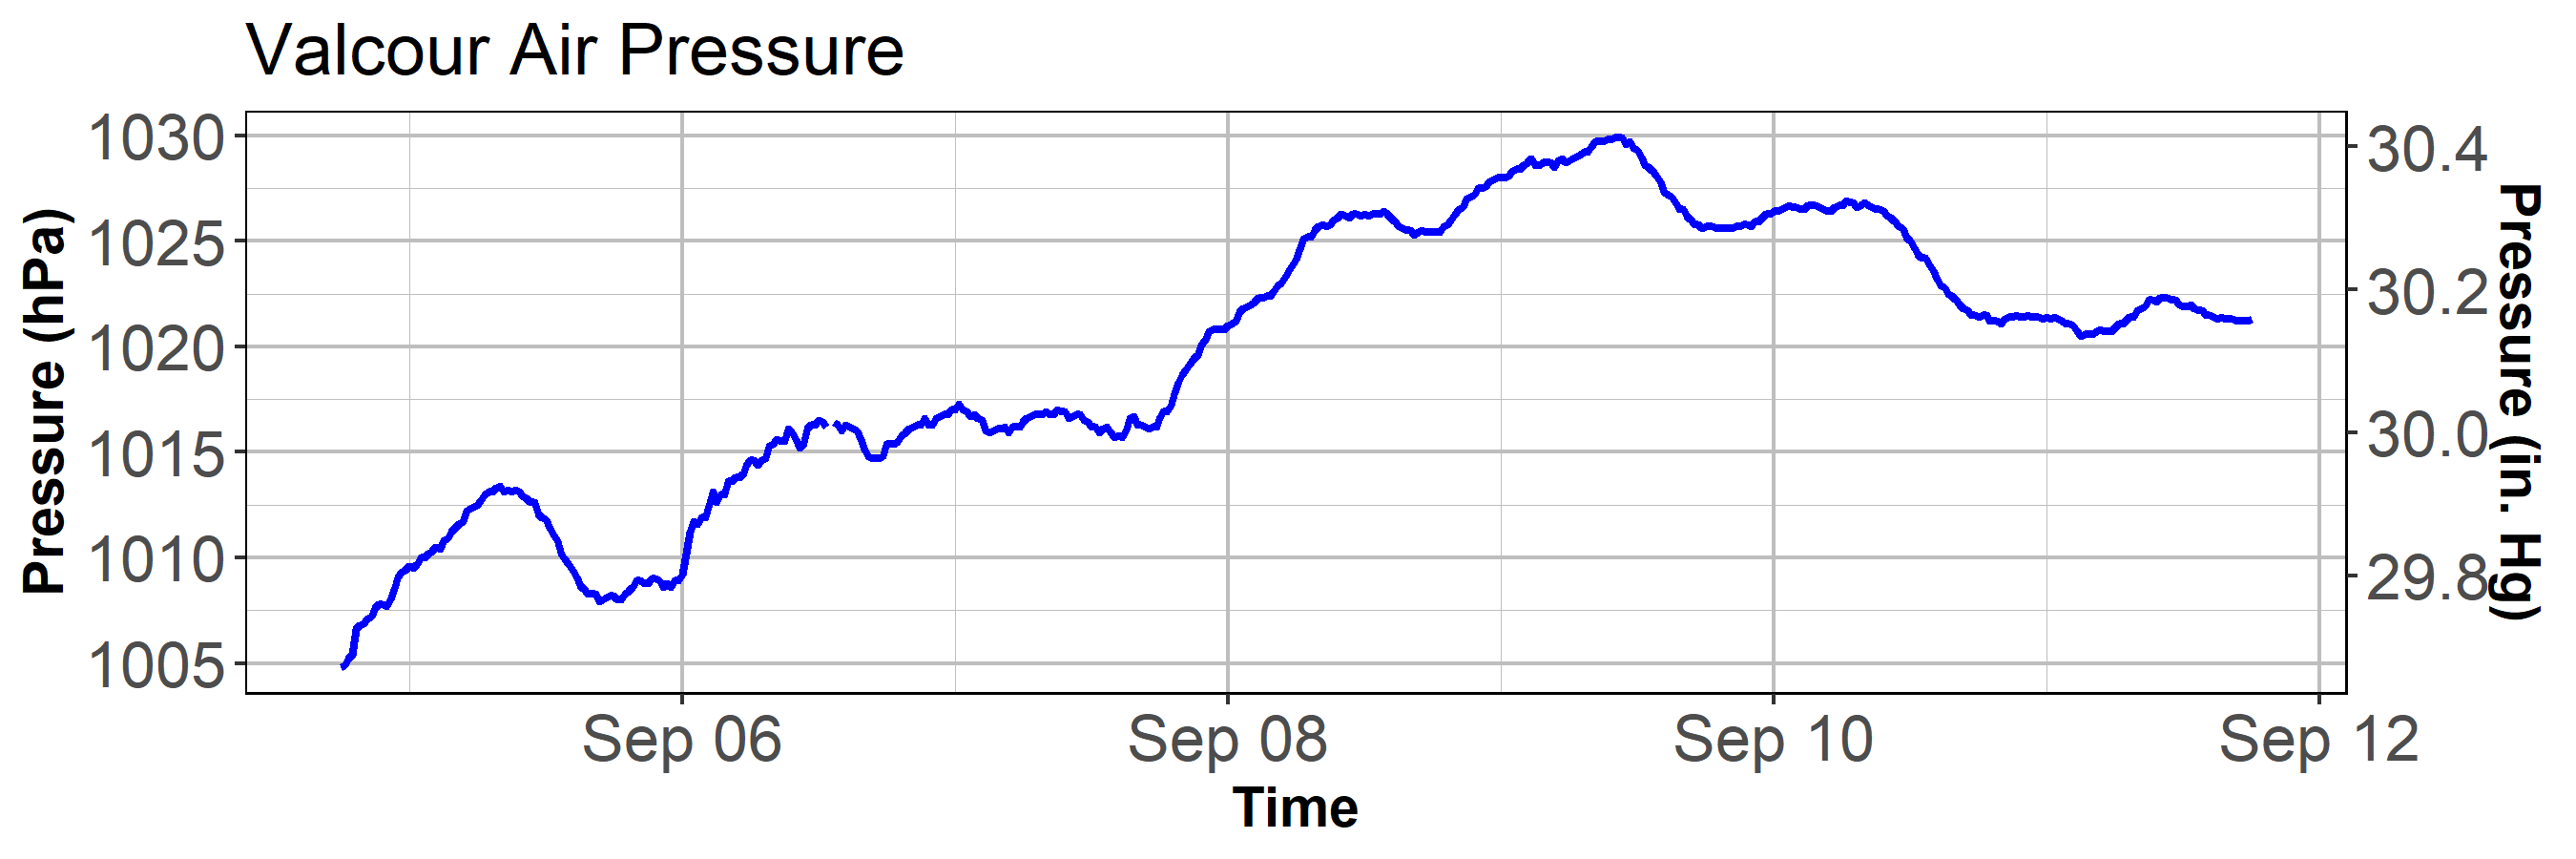 Valcour Air Pressure
1030
1025
1020
1015
1010
1005
Pressure (hPa)
30.4
30.2
30.0
29.8
Pressure (in. Hg)
Sep 06
Sep 08
Sep 10
Sep 12
Time